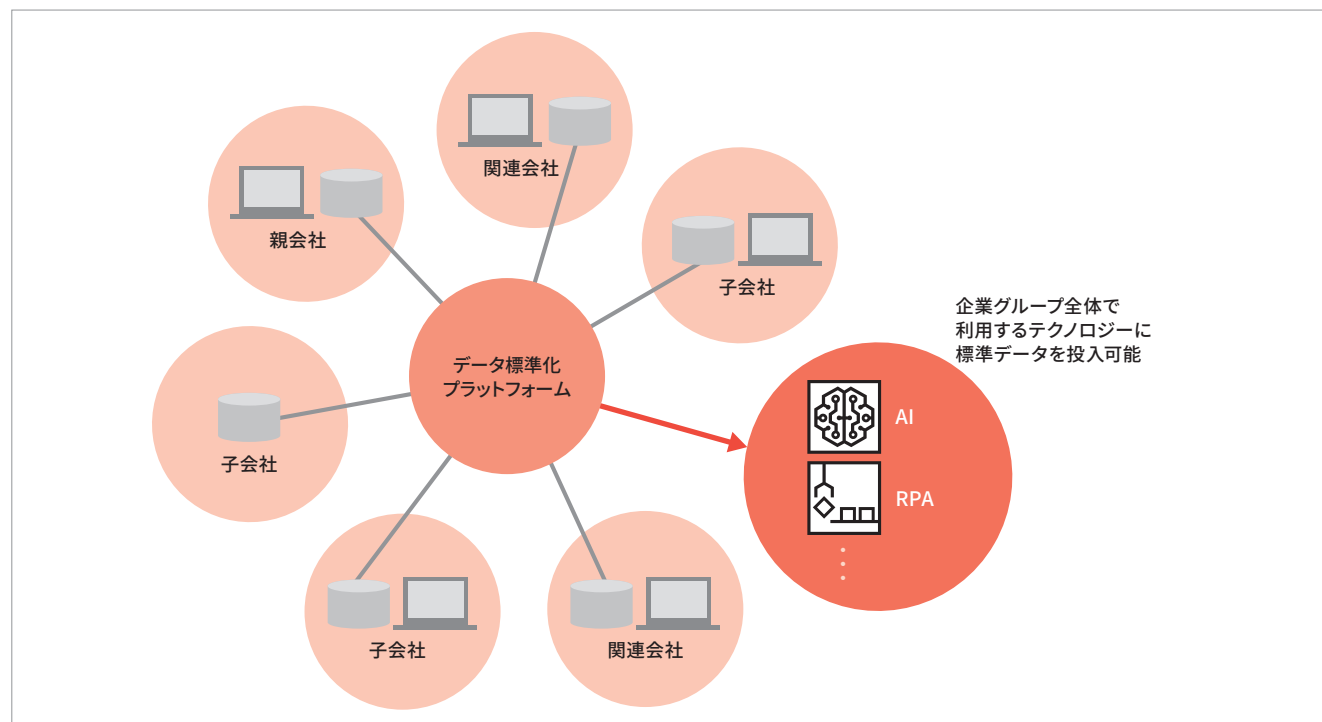 関連会社
親会社
子会社
企業グループ全体で
利用するテクノロジーに
標準データを投入可能
データ標準化
プラットフォーム
AI
子会社
RPA
子会社
関連会社